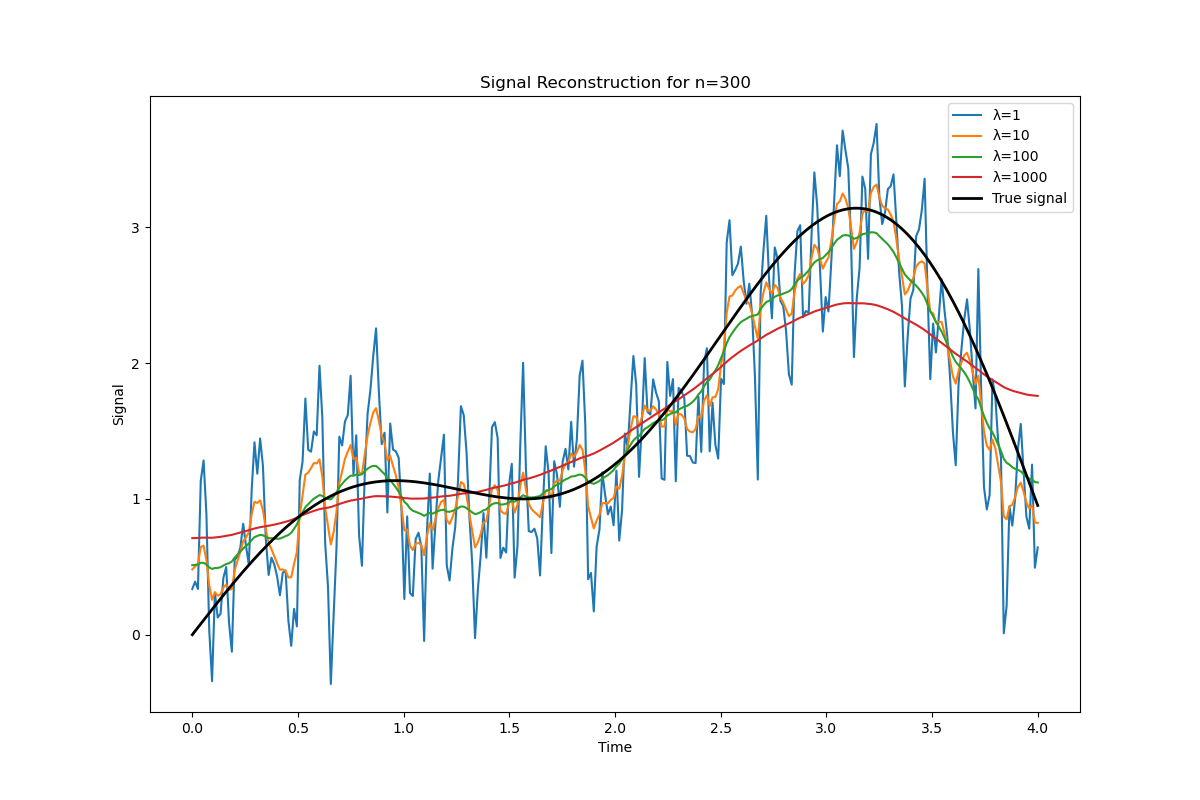 Signal Reconstruction for n=300
λ=1
λ=10
λ=100
λ=1000
True signal
Signal
3
2
1
0
0.0 0.5 1.0 1.5 2.0 2.5 3.0 3.5 4.0
Time